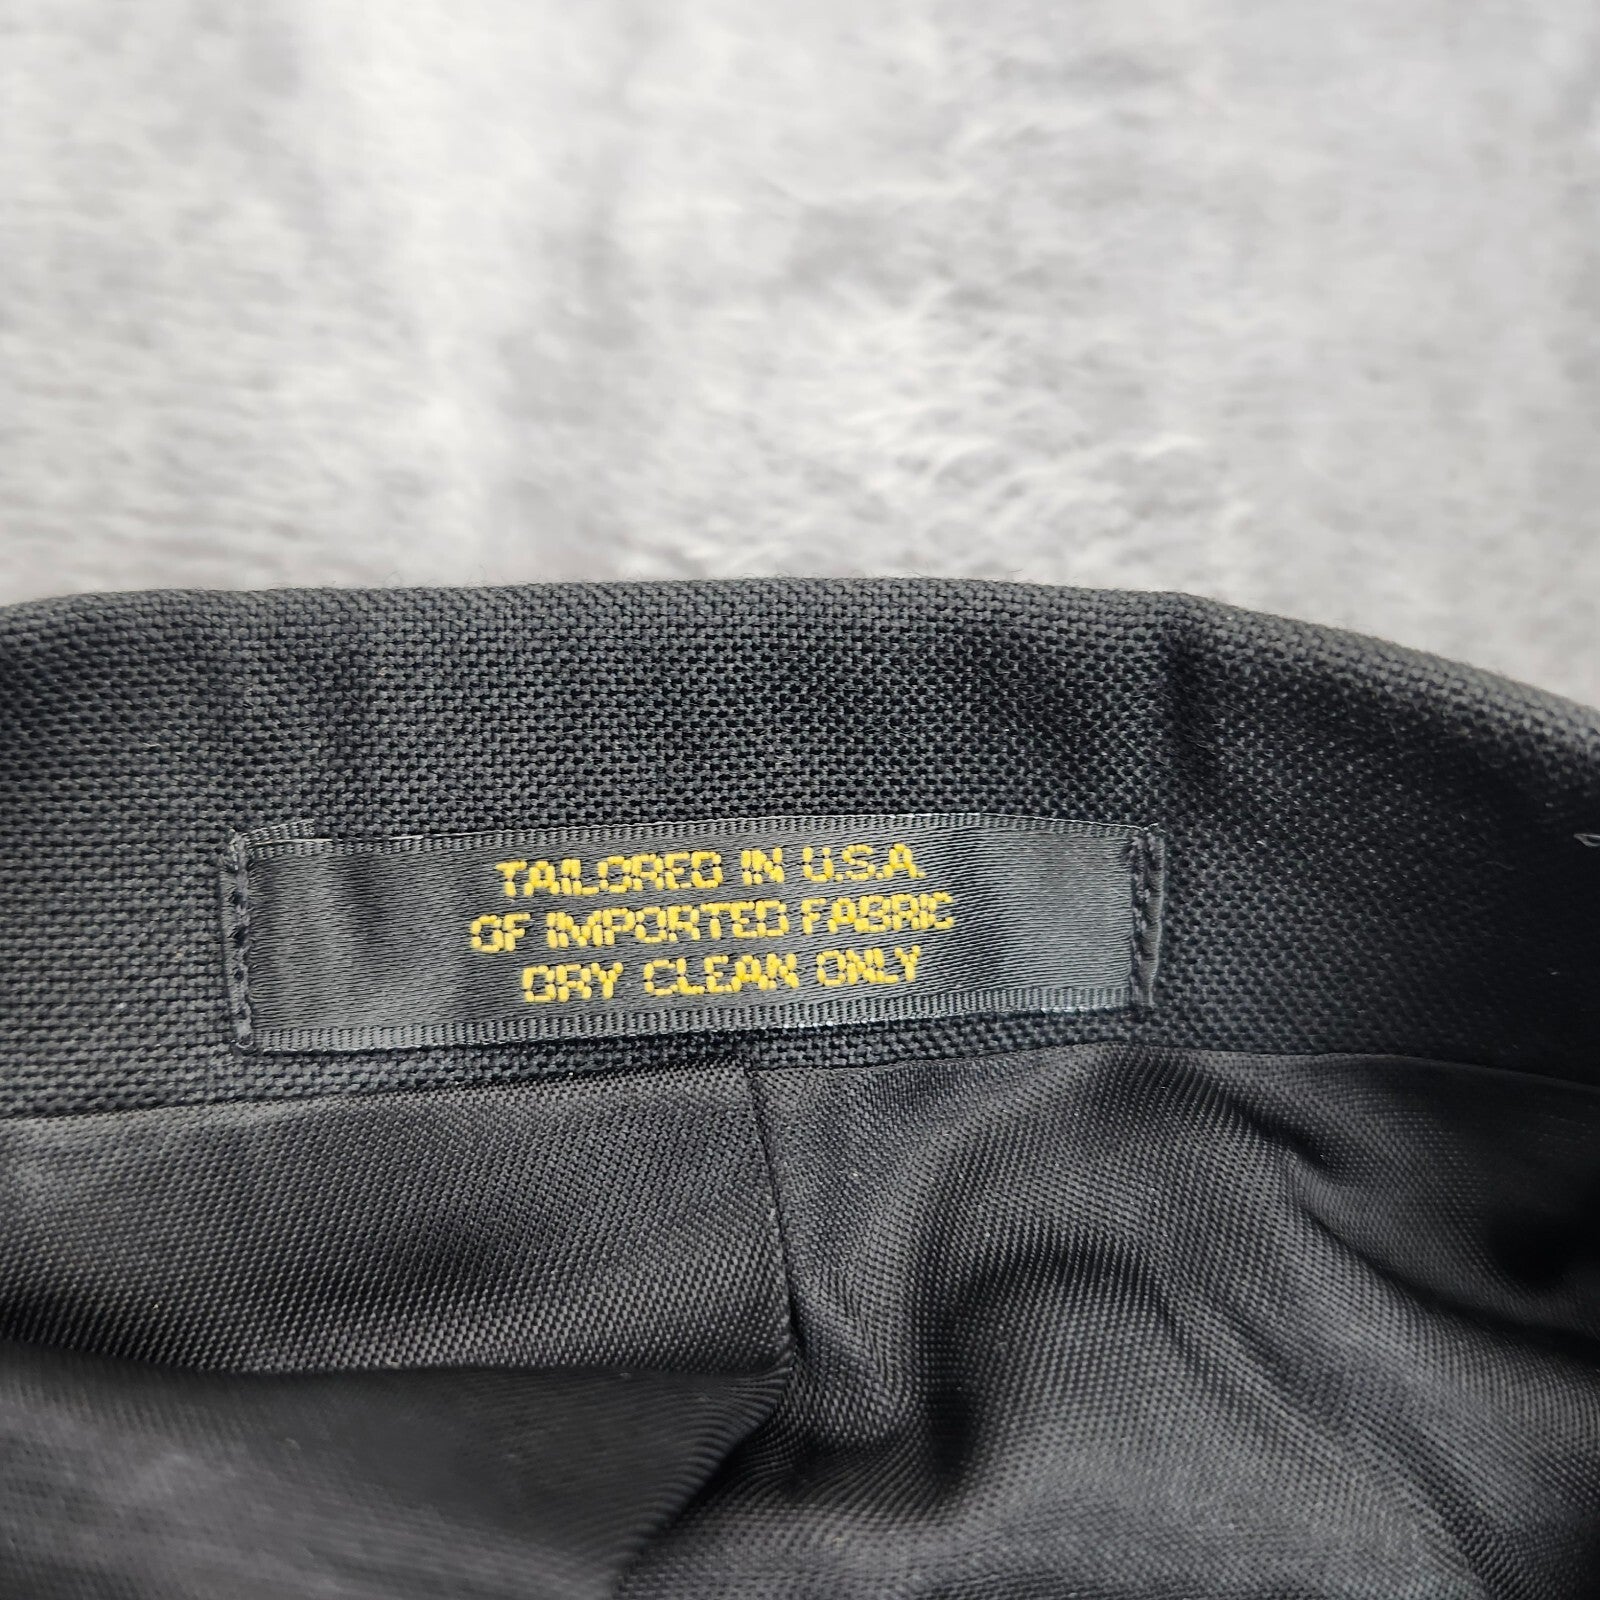 TAILORED IN U.S.A.
OF IMPORTED FABRIC
DRY CLEAN ONLY